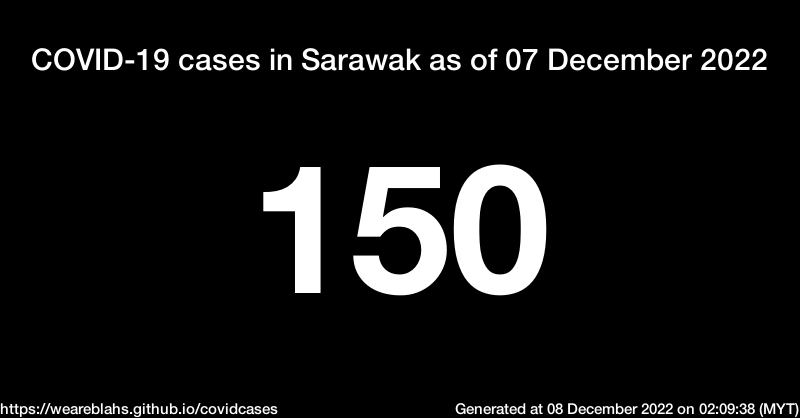 COVID-19 cases in Sarawak as of 07 December 2022
150
https://weareblahs.github.io/covidcases
Generated at 08 December 2022 on 02:09:38 (MYT)